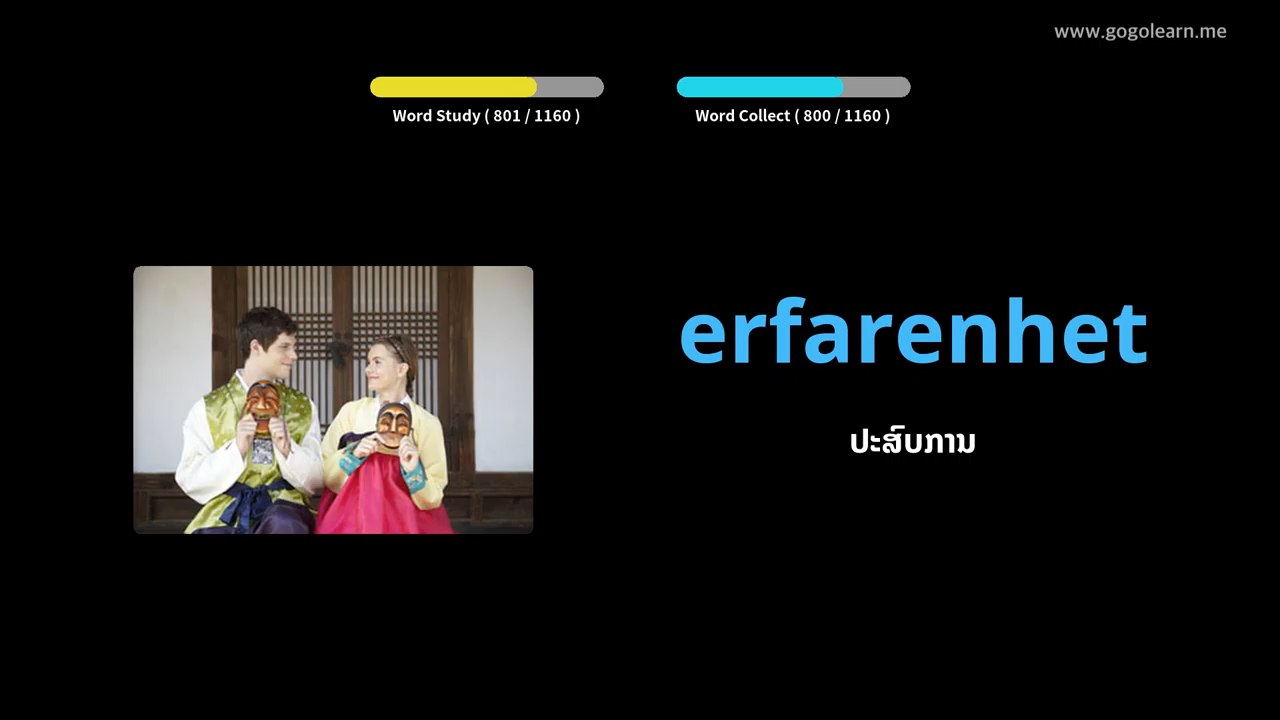 www.gogolearn.me
Word Study ( 801 / 1160 )
Word Collect ( 800 / 1160 )
erfarenhet
ປະສົບການ